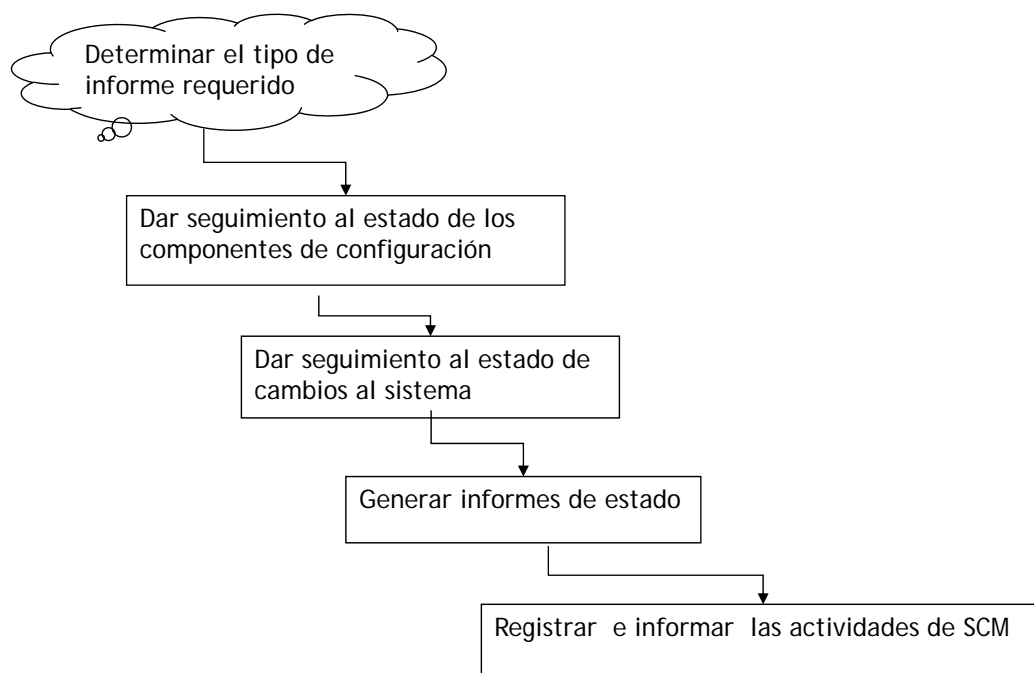 Determinar el tipo de
informe requerido
Dar seguimiento al estado de los
componentes de configuración
Dar seguimiento al estado de
cambios al sistema
Generar informes de estado
Registrar e informar las actividades de SCM